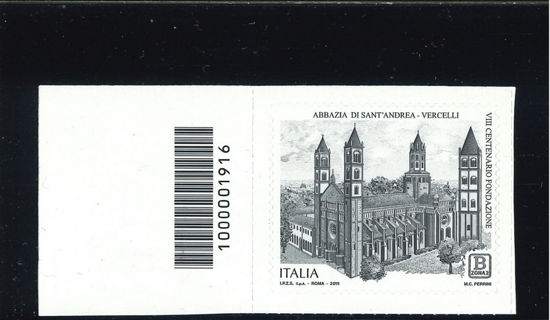 1000001916
ABBAZIA DI SANT'ANDREA - VERCELLI
VIII CENTENARIO FONDAZIONE
ITALIA
B
ZONA 2
I.P.Z.S. S.p.A. - ROMA - 2019
M.C. PERRINI